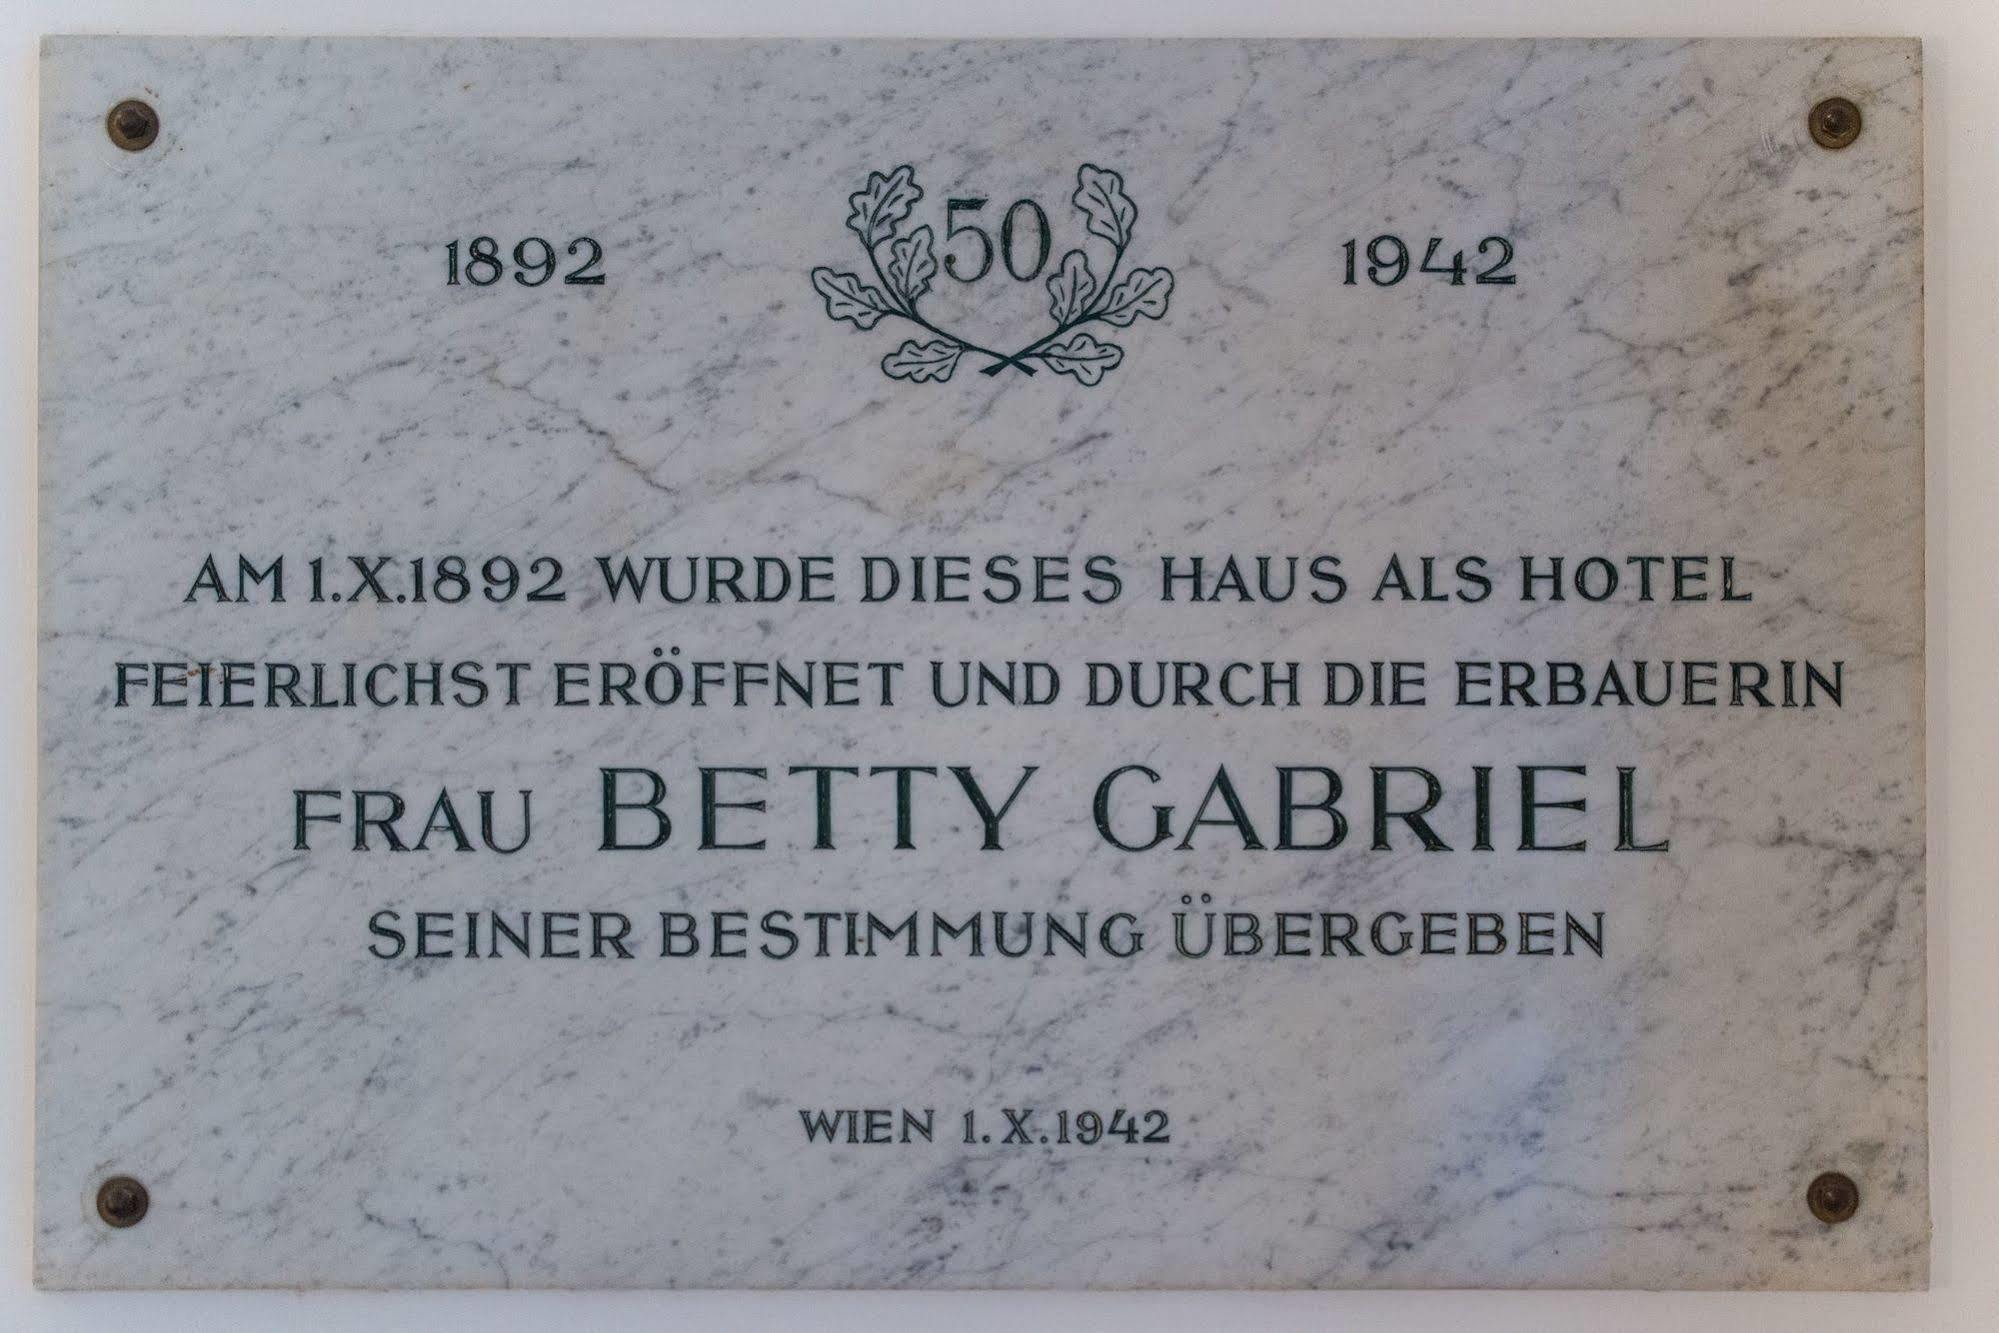 1892 50 1942
AM 1.X.1892 WURDE DIESES HAUS ALS HOTEL
FEIERLICHST ERÖFFNET UND DURCH DIE ERBAUERIN
FRAU BETTY GABRIEL
SEINER BESTIMMUNG ÜBERGEBEN
WIEN 1.X.1942